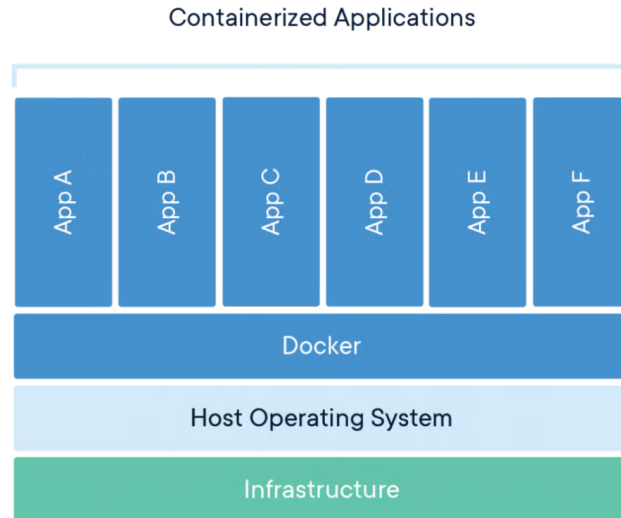 Containerized Applications
App A
App B
App C
App D
App E
App F
Docker
Host Operating System
Infrastructure